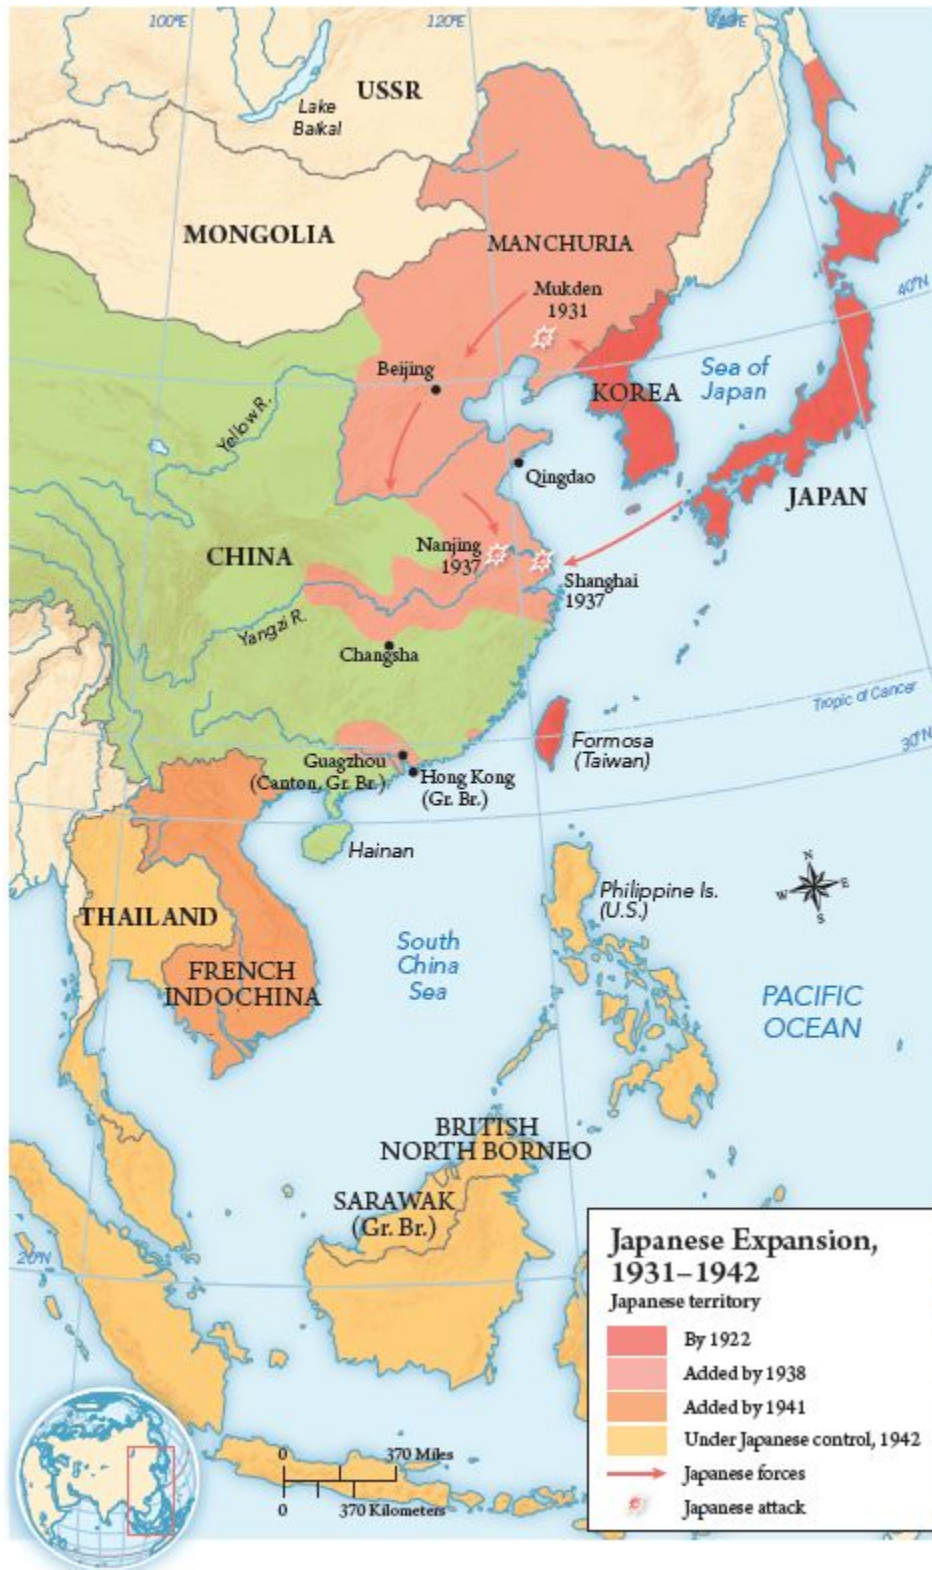 100°E
120°E
140°E
USSR
Lake
Baikal
MONGOLIA
MANCHURIA
Mukden
1931
40°N
Beijing
Sea of
Japan
KOREA
Yellow R.
Qingdao
JAPAN
Nanjing
1937
CHINA
Shanghai
1937
Yangzi R.
Changsha
Tropic of Cancer
30°N
Formosa
(Taiwan)
Guagzhou
(Canton, Gr. Br.)
Hong Kong
(Gr. Br.)
Hainan
Philippine Is.
(U.S.)
N
W E
S
THAILAND
South
China
Sea
FRENCH
INDOCHINA
PACIFIC
OCEAN
BRITISH
NORTH BORNEO
SARAWAK
(Gr. Br.)
20°N
Japanese Expansion,
1931–1942
Japanese territory
By 1922
Added by 1938
Added by 1941
Under Japanese control, 1942
Japanese forces
Japanese attack
0 370 Miles
0 370 Kilometers